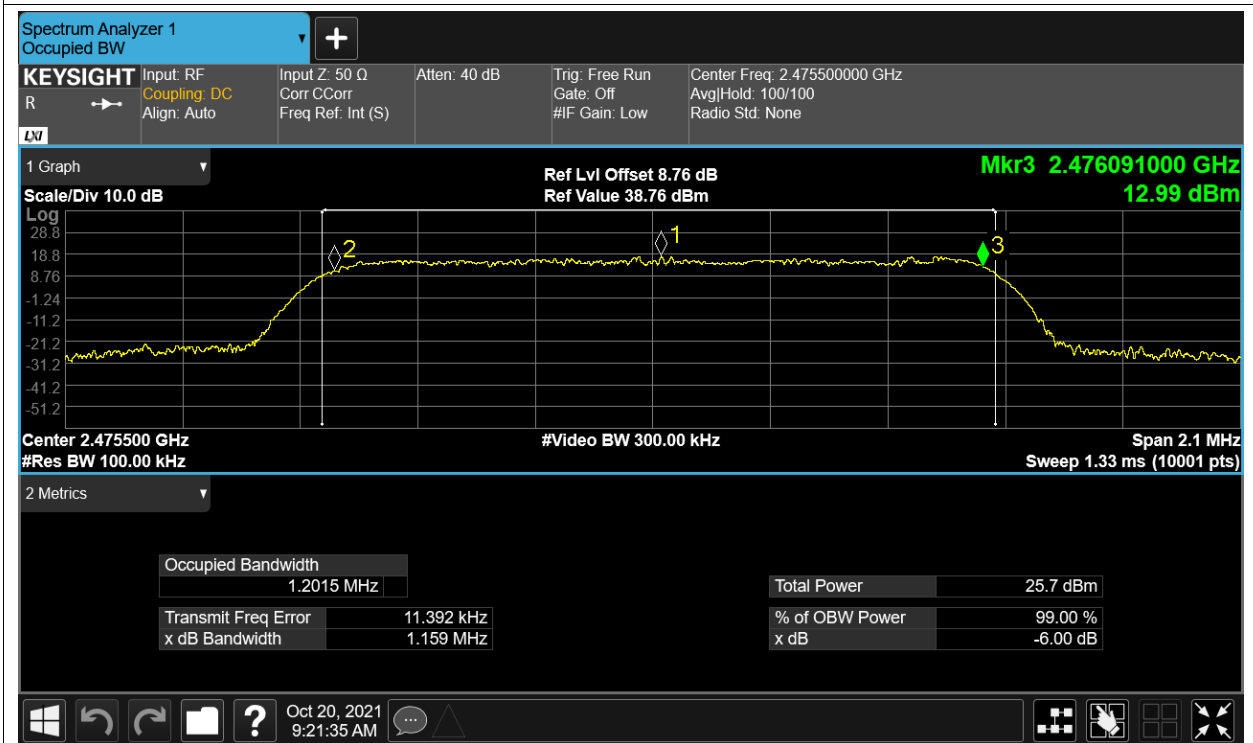 Spectrum Analyzer 1
Occupied BW
KEYSIGHT
R
LXI
Input: RF
Coupling: DC
Align: Auto
Input Z: 50 Ω
Corr CCorr
Freq Ref: Int (S)
Atten: 40 dB
Trig: Free Run
Gate: Off
#IF Gain: Low
Center Freq: 2.475500000 GHz
Avg|Hold: 100/100
Radio Std: None
1 Graph
Scale/Div 10.0 dB
Ref Lvl Offset 8.76 dB
Ref Value 38.76 dBm
Mkr3 2.476091000 GHz
12.99 dBm
Log
28.8
18.8
8.76
-1.24
-11.2
-21.2
-31.2
-41.2
-51.2
2
1
3
Center 2.475500 GHz
#Res BW 100.00 kHz
#Video BW 300.00 kHz
Span 2.1 MHz
Sweep 1.33 ms (10001 pts)
2 Metrics
Occupied Bandwidth
1.2015 MHz
Transmit Freq Error 11.392 kHz
x dB Bandwidth 1.159 MHz
Total Power 25.7 dBm
% of OBW Power 99.00 %
x dB -6.00 dB
?
Oct 20, 2021
9:21:35 AM